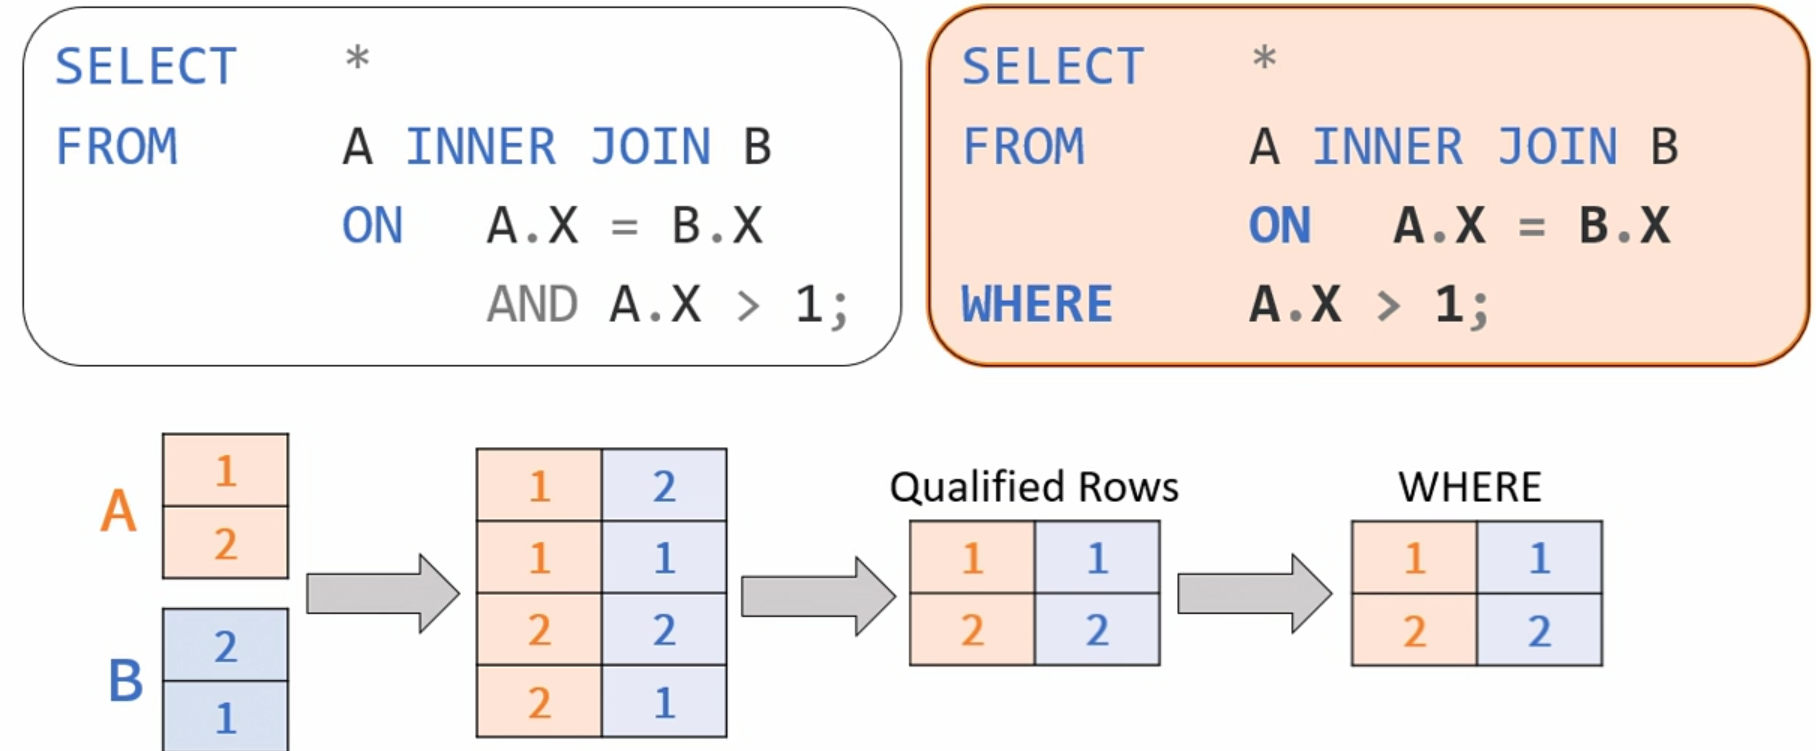 SELECT *
FROM A INNER JOIN B
ON A.X = B.X
AND A.X > 1;
SELECT *
FROM A INNER JOIN B
ON A.X = B.X
WHERE A.X > 1;
A
1
2
B
2
1
1 2
1 1
2 2
2 1
Qualified Rows
1 1
2 2
WHERE
1 1
2 2